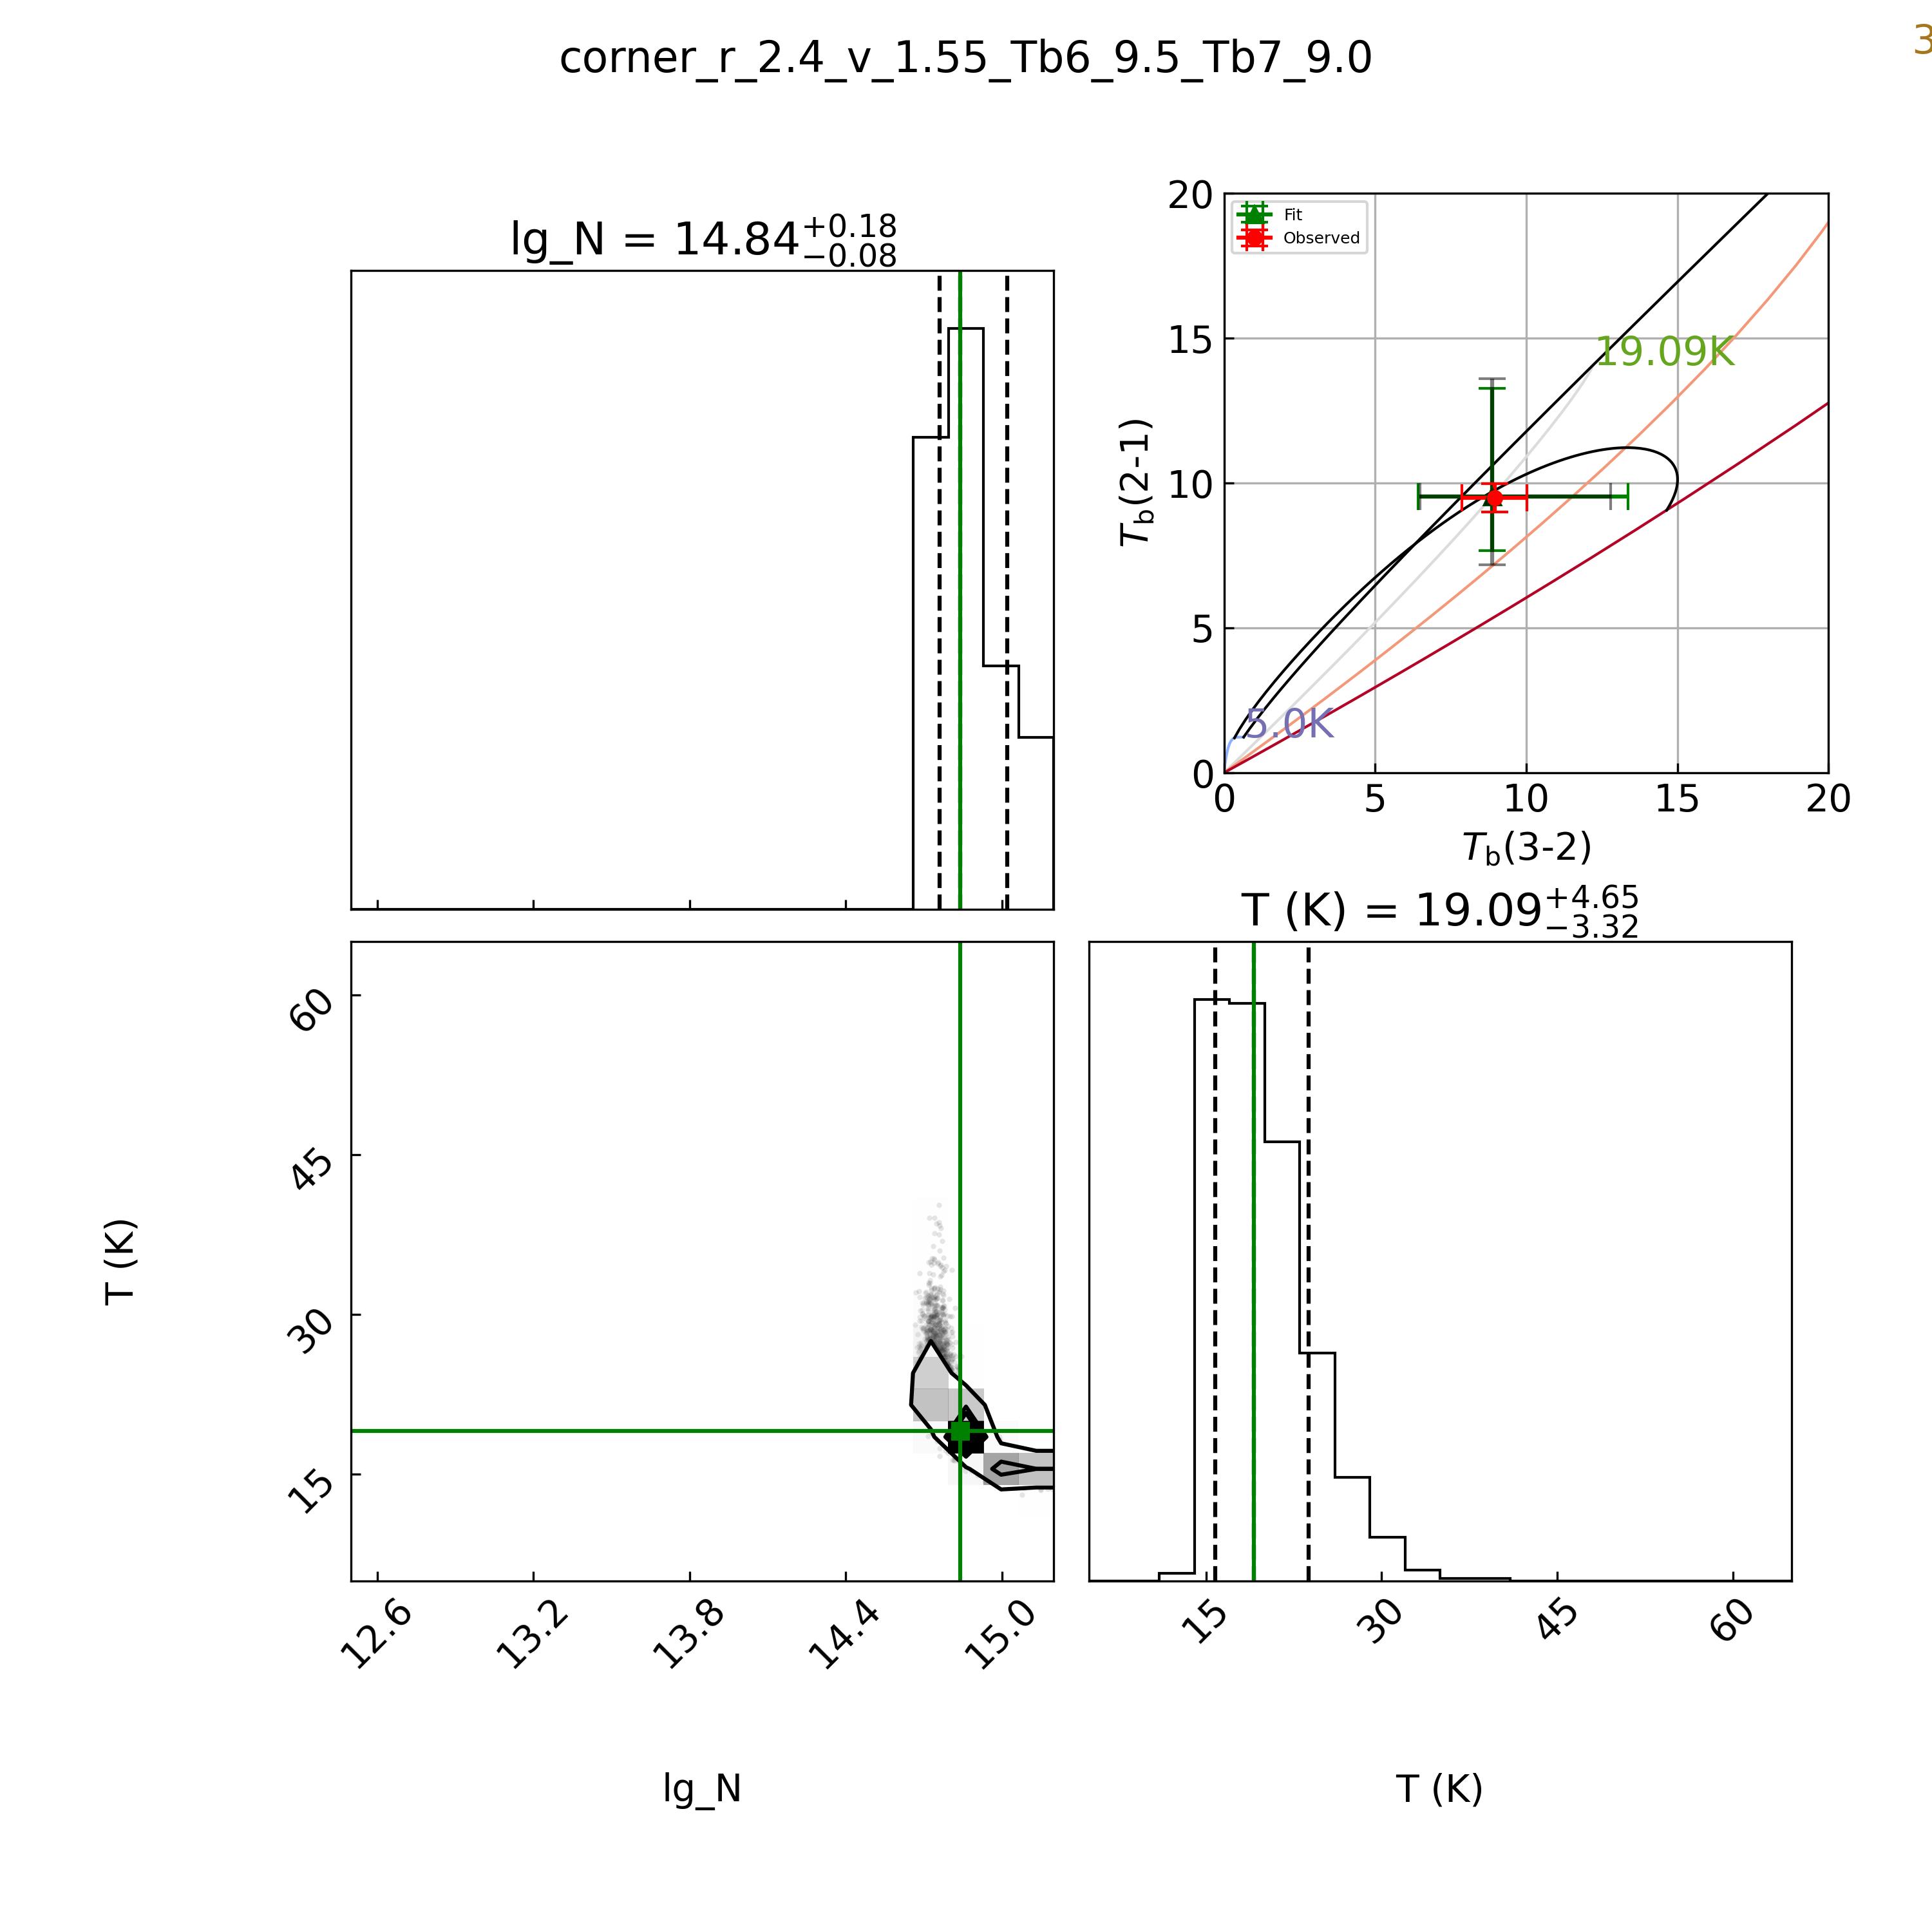 corner_r_2.4_v_1.55_Tb6_9.5_Tb7_9.0
3
lg_N = 14.84+0.18−0.08
20
15
10
5
0
Fit
Observed
19.09K
5.0K
Tb(2-1)
0 5 10 15 20
Tb(3-2)
T (K) = 19.09+4.65−3.32
60
45
30
15
T (K)
12.6 13.2 13.8 14.4 15.0
15 30 45 60
lg_N
T (K)